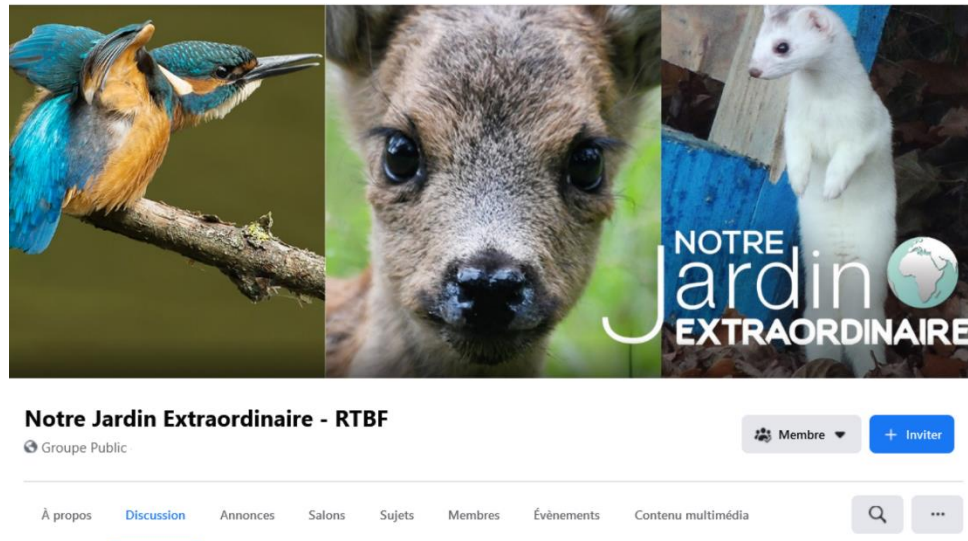 NOTRE
Jardin
EXTRAORDINAIRE
Notre Jardin Extraordinaire - RTBF
Groupe Public
Membre
+ Inviter
À propos Discussion Annonces Salons Sujets Membres Évènements Contenu multimédia